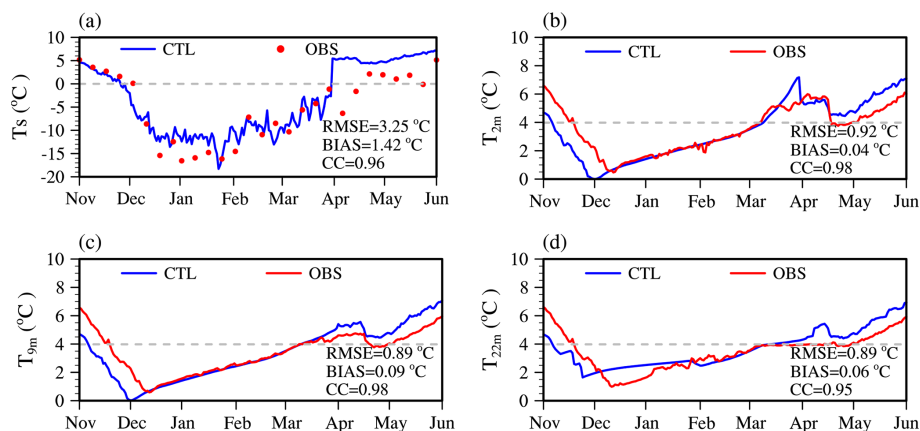 (a)
CTL OBS
Ts (°C)
10
5
0
-5
-10
-15
-20
RMSE=3.25 °C
BIAS=1.42 °C
CC=0.96
Nov Dec Jan Feb Mar Apr May Jun
(b)
CTL OBS
T2m (°C)
10
8
6
4
2
0
RMSE=0.92 °C
BIAS=0.04 °C
CC=0.98
Nov Dec Jan Feb Mar Apr May Jun
(c)
CTL OBS
T9m (°C)
10
8
6
4
2
0
RMSE=0.89 °C
BIAS=0.09 °C
CC=0.98
Nov Dec Jan Feb Mar Apr May Jun
(d)
CTL OBS
T22m (°C)
10
8
6
4
2
0
RMSE=0.89 °C
BIAS=0.06 °C
CC=0.95
Nov Dec Jan Feb Mar Apr May Jun